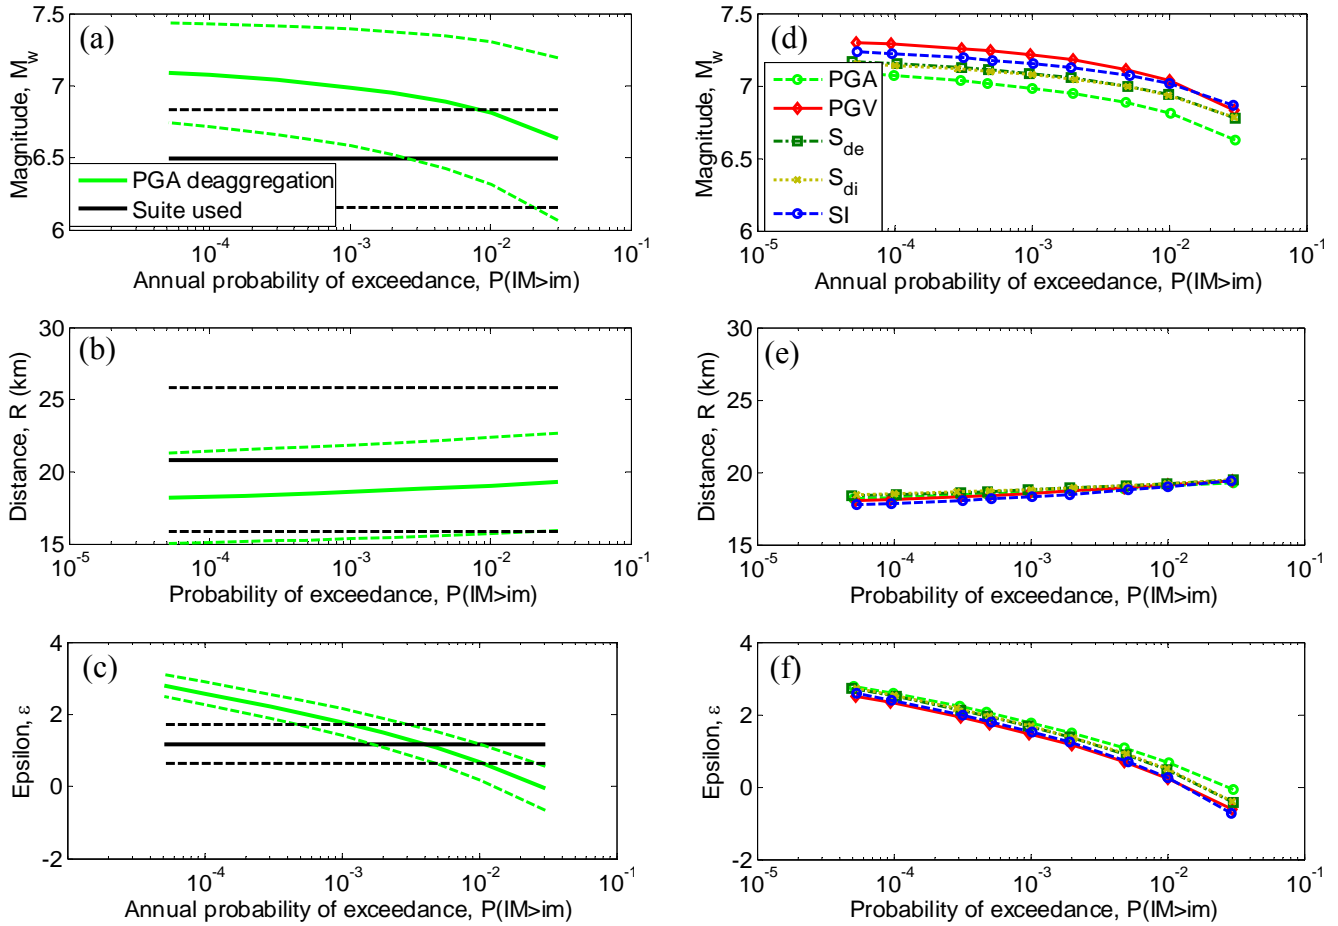 (a)
7.5
7
6.5
6
Magnitude, M_w
PGA deaggregation
Suite used
10^-5 10^-4 10^-3 10^-2 10^-1
Annual probability of exceedance, P(IM>im)
(d)
7.5
7
6.5
6
Magnitude, M_w
PGA
PGV
S_de
S_di
SI
10^-5 10^-4 10^-3 10^-2 10^-1
Annual probability of exceedance, P(IM>im)
(b)
30
25
20
15
Distance, R (km)
10^-5 10^-4 10^-3 10^-2 10^-1
Probability of exceedance, P(IM>im)
(e)
30
25
20
15
Distance, R (km)
10^-5 10^-4 10^-3 10^-2 10^-1
Probability of exceedance, P(IM>im)
(c)
4
2
0
-2
Epsilon, ε
10^-4 10^-3 10^-2 10^-1
Annual probability of exceedance, P(IM>im)
(f)
4
2
0
-2
Epsilon, ε
10^-5 10^-4 10^-3 10^-2 10^-1
Probability of exceedance, P(IM>im)